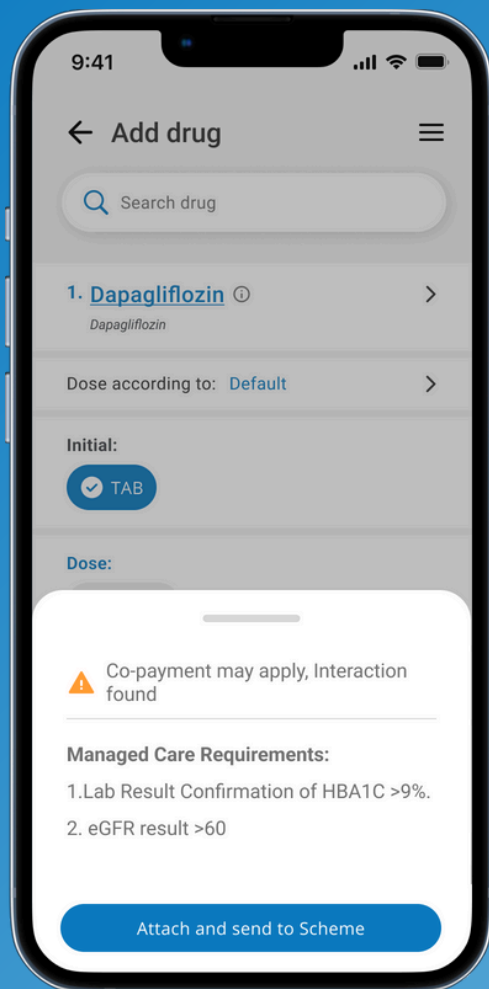 9:41
Add drug
Search drug
1. Dapagliflozin
Dapagliflozin
Dose according to: Default
Initial:
TAB
Dose:
Co-payment may apply, Interaction
found
Managed Care Requirements:
1.Lab Result Confirmation of HBA1C >9%.
2. eGFR result >60
Attach and send to Scheme